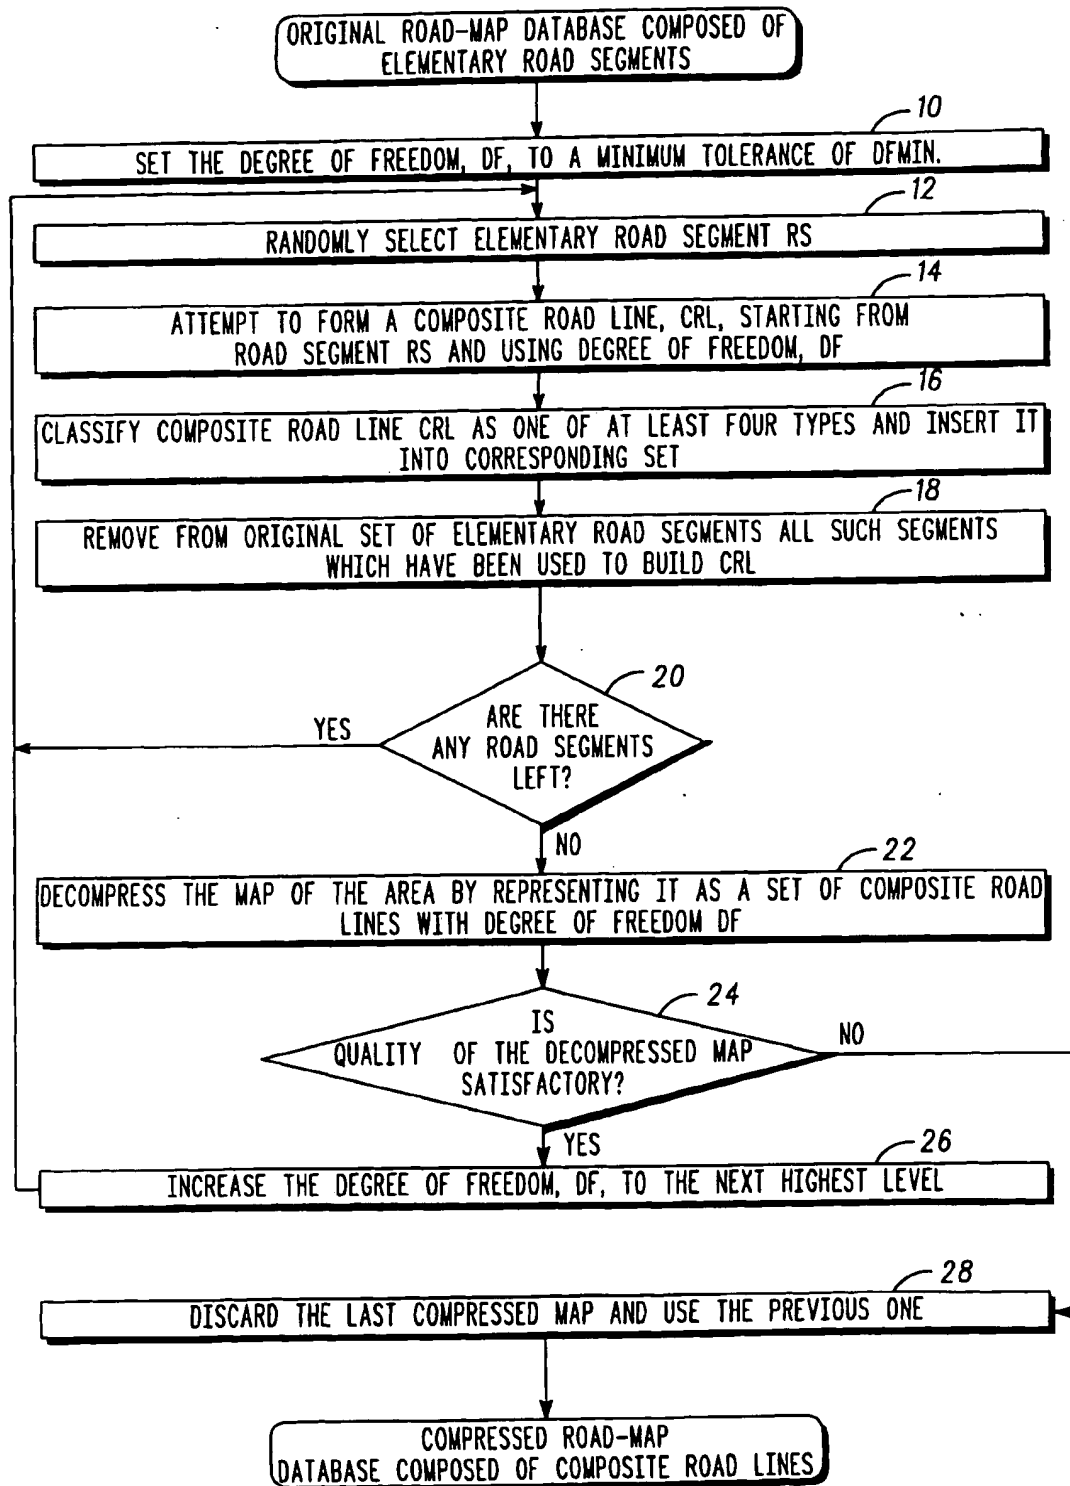 ORIGINAL ROAD-MAP DATABASE COMPOSED OF
ELEMENTARY ROAD SEGMENTS
10
SET THE DEGREE OF FREEDOM, DF, TO A MINIMUM TOLERANCE OF DFMIN.
12
RANDOMLY SELECT ELEMENTARY ROAD SEGMENT RS
14
ATTEMPT TO FORM A COMPOSITE ROAD LINE, CRL, STARTING FROM
ROAD SEGMENT RS AND USING DEGREE OF FREEDOM, DF
16
CLASSIFY COMPOSITE ROAD LINE CRL AS ONE OF AT LEAST FOUR TYPES AND INSERT IT
INTO CORRESPONDING SET
18
REMOVE FROM ORIGINAL SET OF ELEMENTARY ROAD SEGMENTS ALL SUCH SEGMENTS
WHICH HAVE BEEN USED TO BUILD CRL
20
YES
ARE THERE
ANY ROAD SEGMENTS
LEFT?
NO
22
DECOMPRESS THE MAP OF THE AREA BY REPRESENTING IT AS A SET OF COMPOSITE ROAD
LINES WITH DEGREE OF FREEDOM DF
24
IS
QUALITY OF THE DECOMPRESSED MAP
SATISFACTORY?
NO
YES
26
INCREASE THE DEGREE OF FREEDOM, DF, TO THE NEXT HIGHEST LEVEL
28
DISCARD THE LAST COMPRESSED MAP AND USE THE PREVIOUS ONE
COMPRESSED ROAD-MAP
DATABASE COMPOSED OF COMPOSITE ROAD LINES